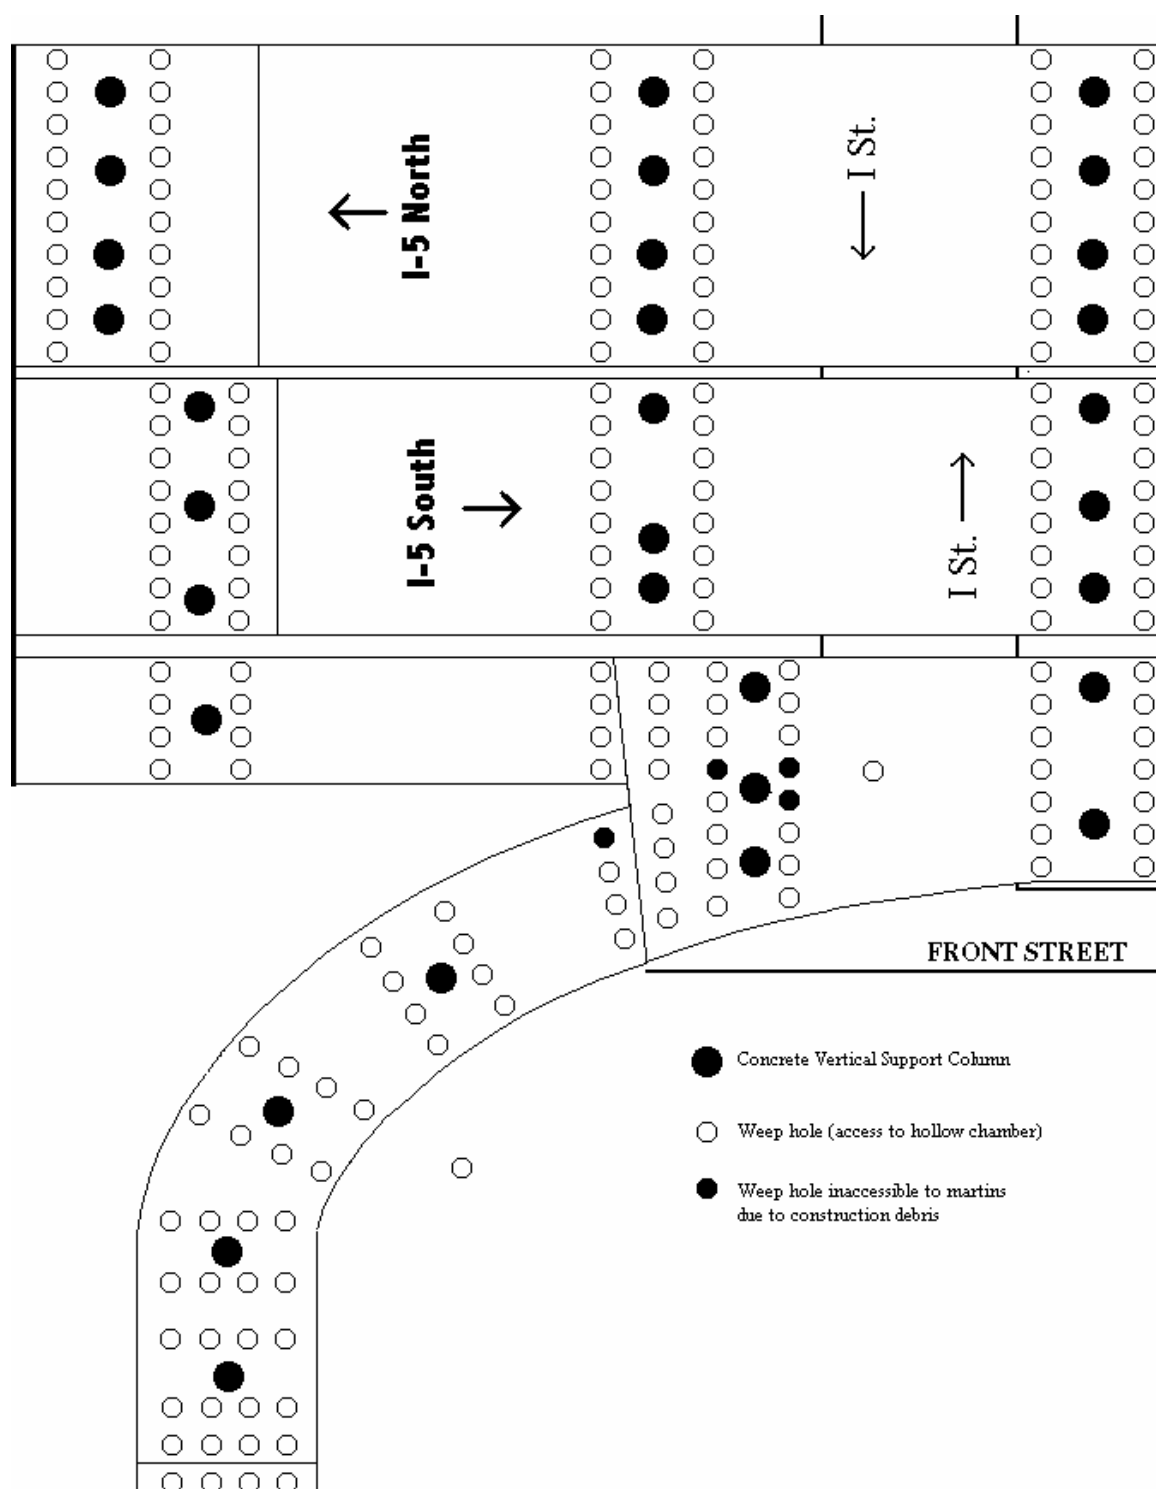 I-5 North
I St.
I-5 South
I St.
FRONT STREET
Concrete Vertical Support Column
Weep hole (access to hollow chamber)
Weep hole inaccessible to martins
due to construction debris